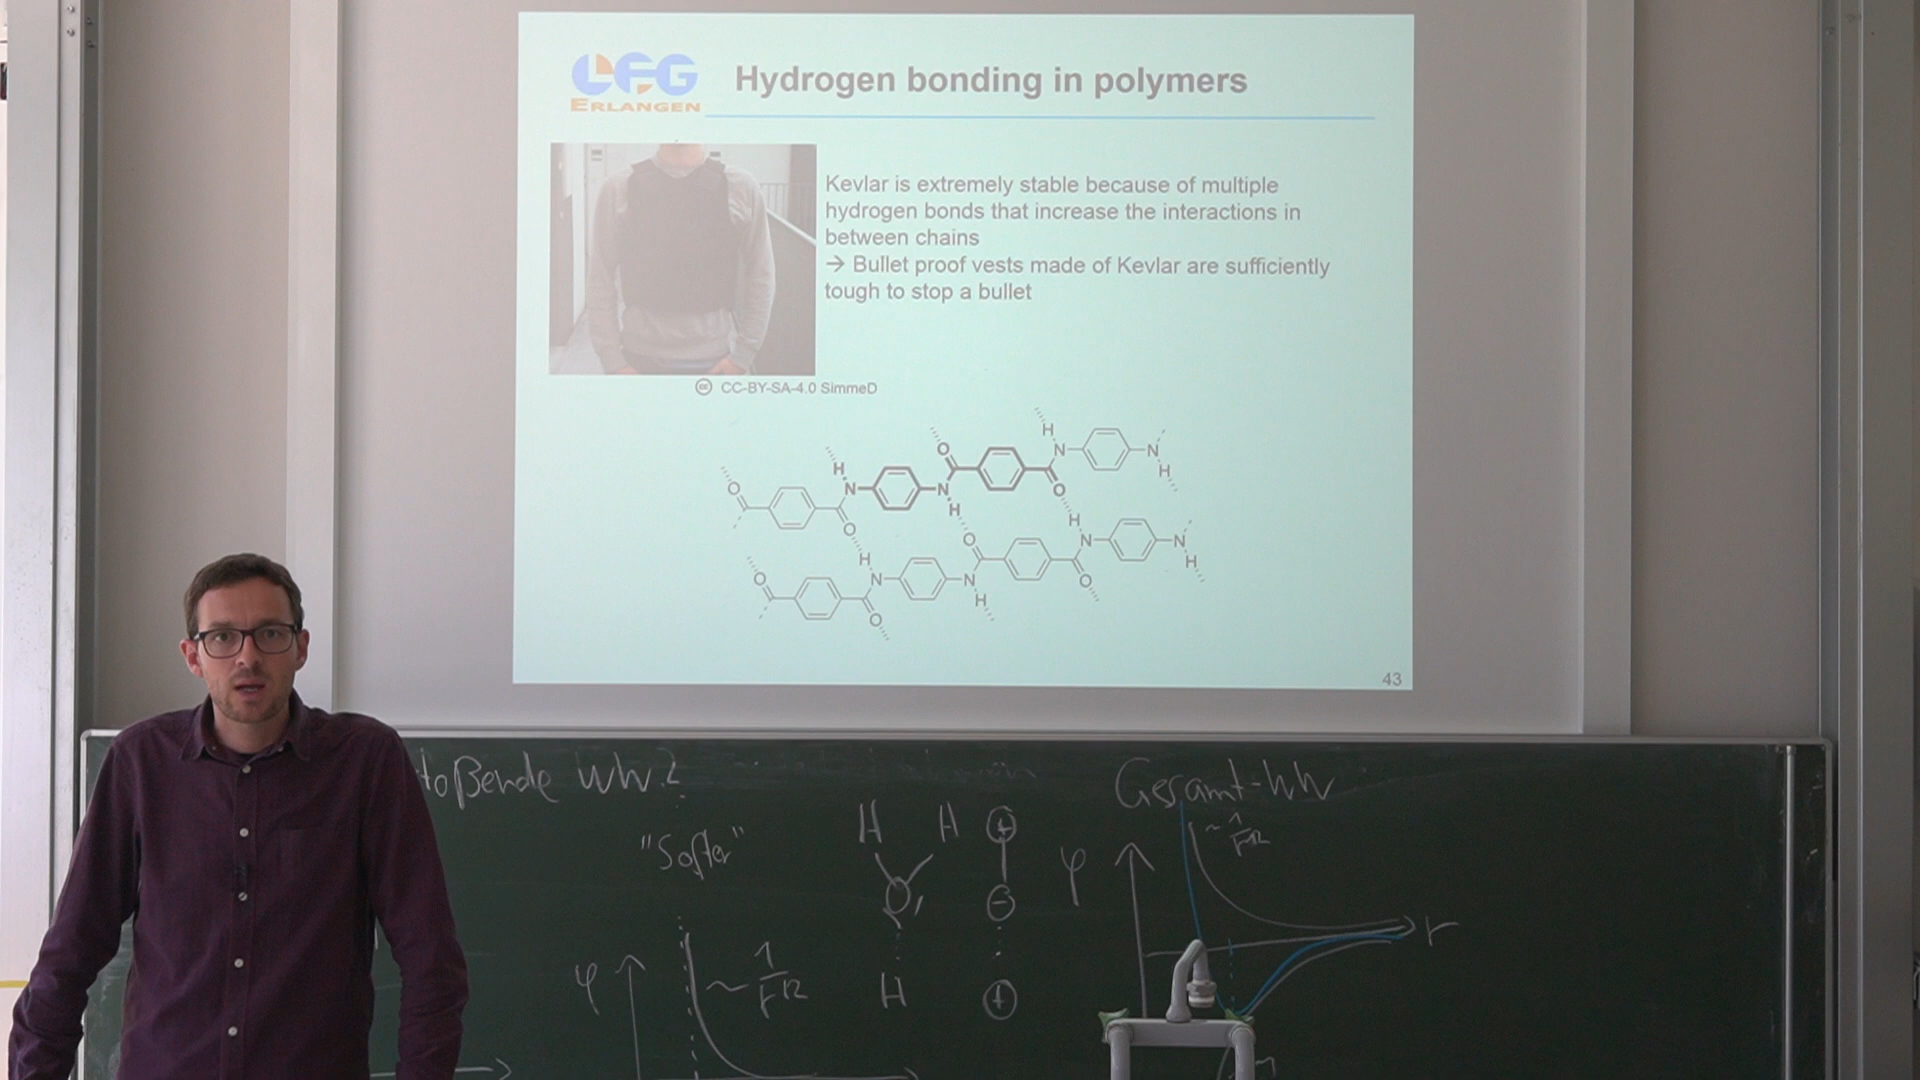 LFG
ERLANGEN
Hydrogen bonding in polymers
Kevlar is extremely stable because of multiple
hydrogen bonds that increase the interactions in
between chains
→ Bullet proof vests made of Kevlar are sufficiently
tough to stop a bullet
cc CC-BY-SA-4.0 SimmeD
H
O
H
N
N
O
H
N
N
H
O
O
H
H
O
O
H
N
N
O
H
N
N
H
O
O
H
43
toßende WW?
Gesamt-WW
"Softer"
H H +
φ
~ 1/r12
O −
r
φ
~ 1/r12
H +